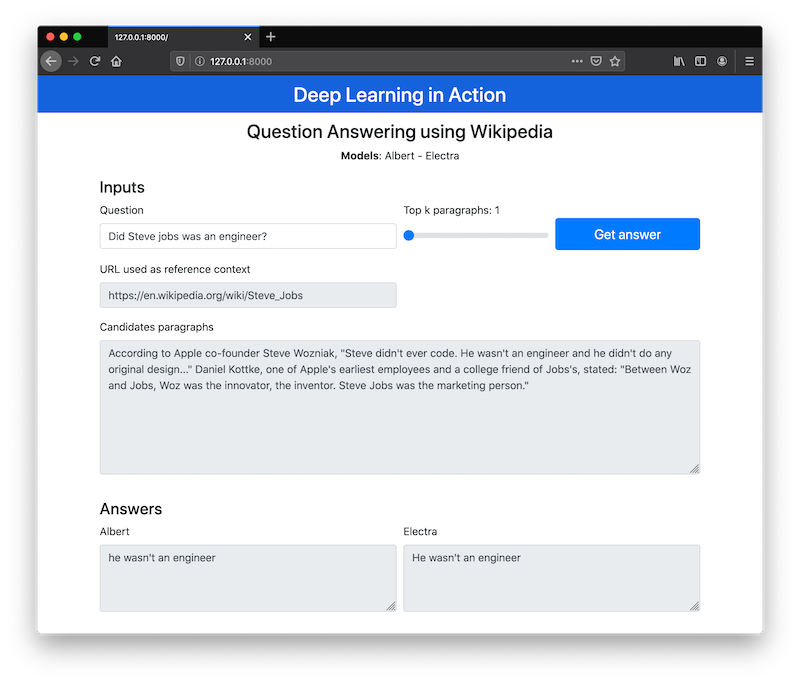 127.0.0.1:8000/
127.0.0.1:8000
Deep Learning in Action
Question Answering using Wikipedia
Models: Albert - Electra
Inputs
Question
Top k paragraphs: 1
Did Steve jobs was an engineer?
Get answer
URL used as reference context
https://en.wikipedia.org/wiki/Steve_Jobs
Candidates paragraphs
According to Apple co-founder Steve Wozniak, "Steve didn't ever code. He wasn't an engineer and he didn't do any
original design..." Daniel Kottke, one of Apple's earliest employees and a college friend of Jobs's, stated: "Between Woz
and Jobs, Woz was the innovator, the inventor. Steve Jobs was the marketing person."
Answers
Albert
Electra
he wasn't an engineer
He wasn't an engineer